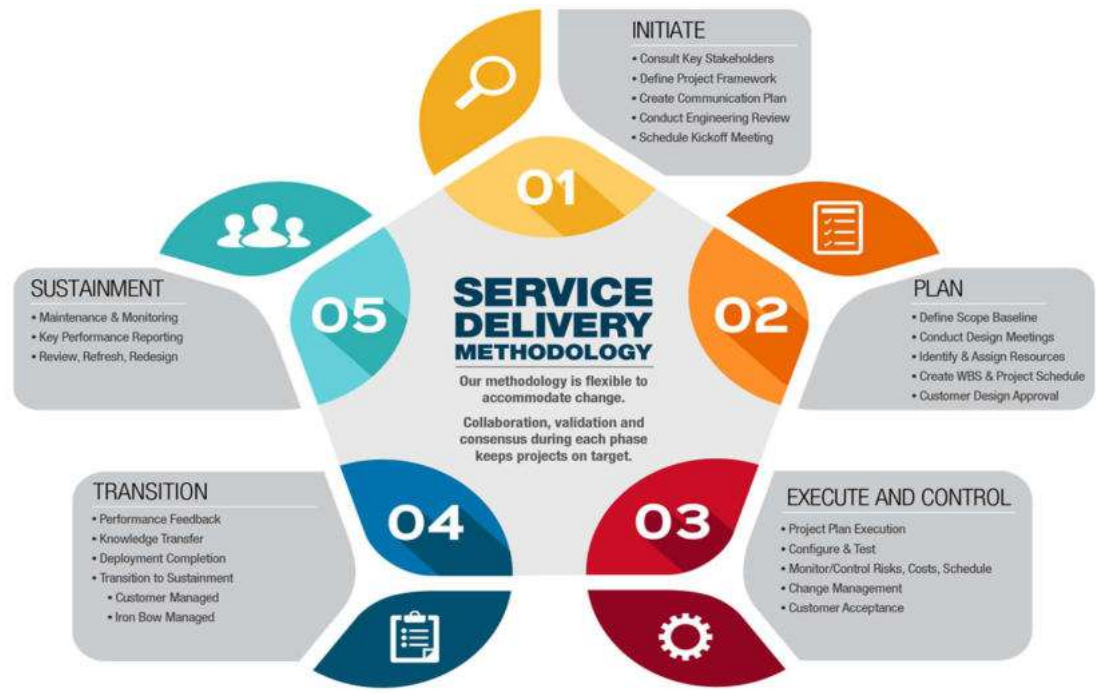 SERVICE
DELIVERY
METHODOLOGY
Our methodology is flexible to
accommodate change.
Collaboration, validation and
consensus during each phase
keeps projects on target.
01
INITIATE
• Consult Key Stakeholders
• Define Project Framework
• Create Communication Plan
• Conduct Engineering Review
• Schedule Kickoff Meeting
02
PLAN
• Define Scope Baseline
• Conduct Design Meetings
• Identify & Assign Resources
• Create WBS & Project Schedule
• Customer Design Approval
03
EXECUTE AND CONTROL
• Project Plan Execution
• Configure & Test
• Monitor/Control Risks, Costs, Schedule
• Change Management
• Customer Acceptance
04
TRANSITION
• Performance Feedback
• Knowledge Transfer
• Deployment Completion
• Transition to Sustainment
• Customer Managed
• Iron Bow Managed
05
SUSTAINMENT
• Maintenance & Monitoring
• Key Performance Reporting
• Review, Refresh, Redesign